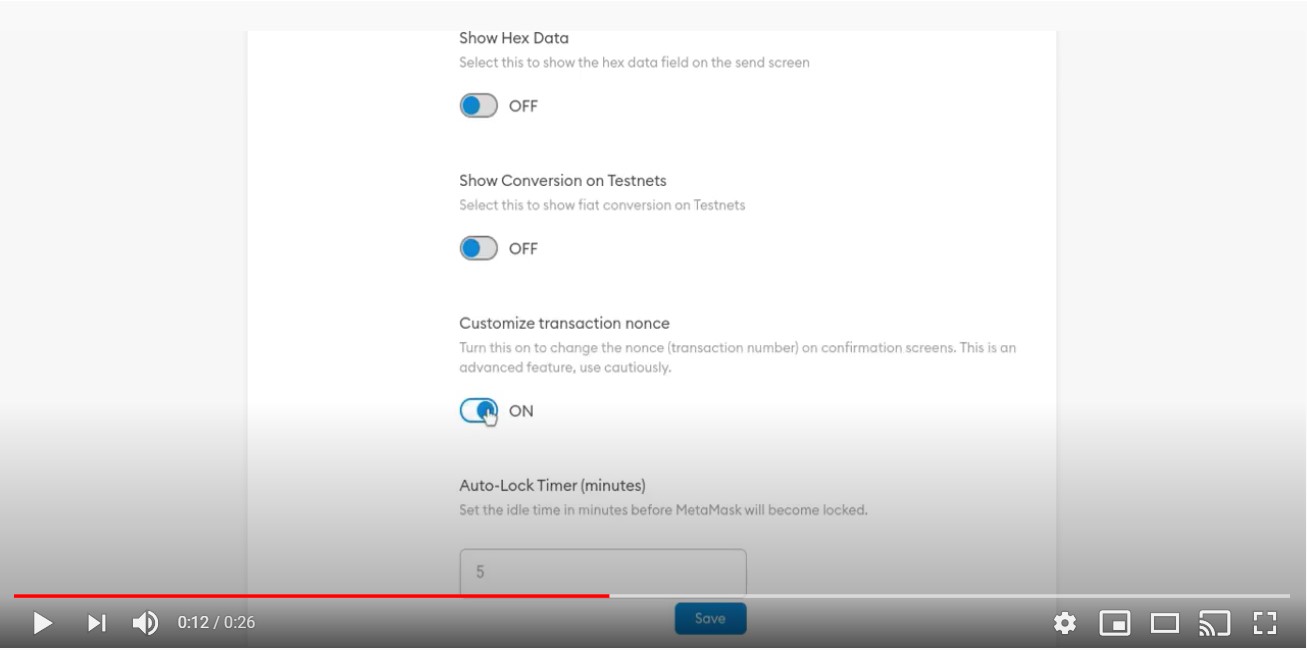 Show Hex Data
Select this to show the hex data field on the send screen
OFF
Show Conversion on Testnets
Select this to show fiat conversion on Testnets
OFF
Customize transaction nonce
Turn this on to change the nonce (transaction number) on confirmation screens. This is an
advanced feature, use cautiously.
ON
Auto-Lock Timer (minutes)
Set the idle time in minutes before MetaMask will become locked.
5
Save
0:12 / 0:26